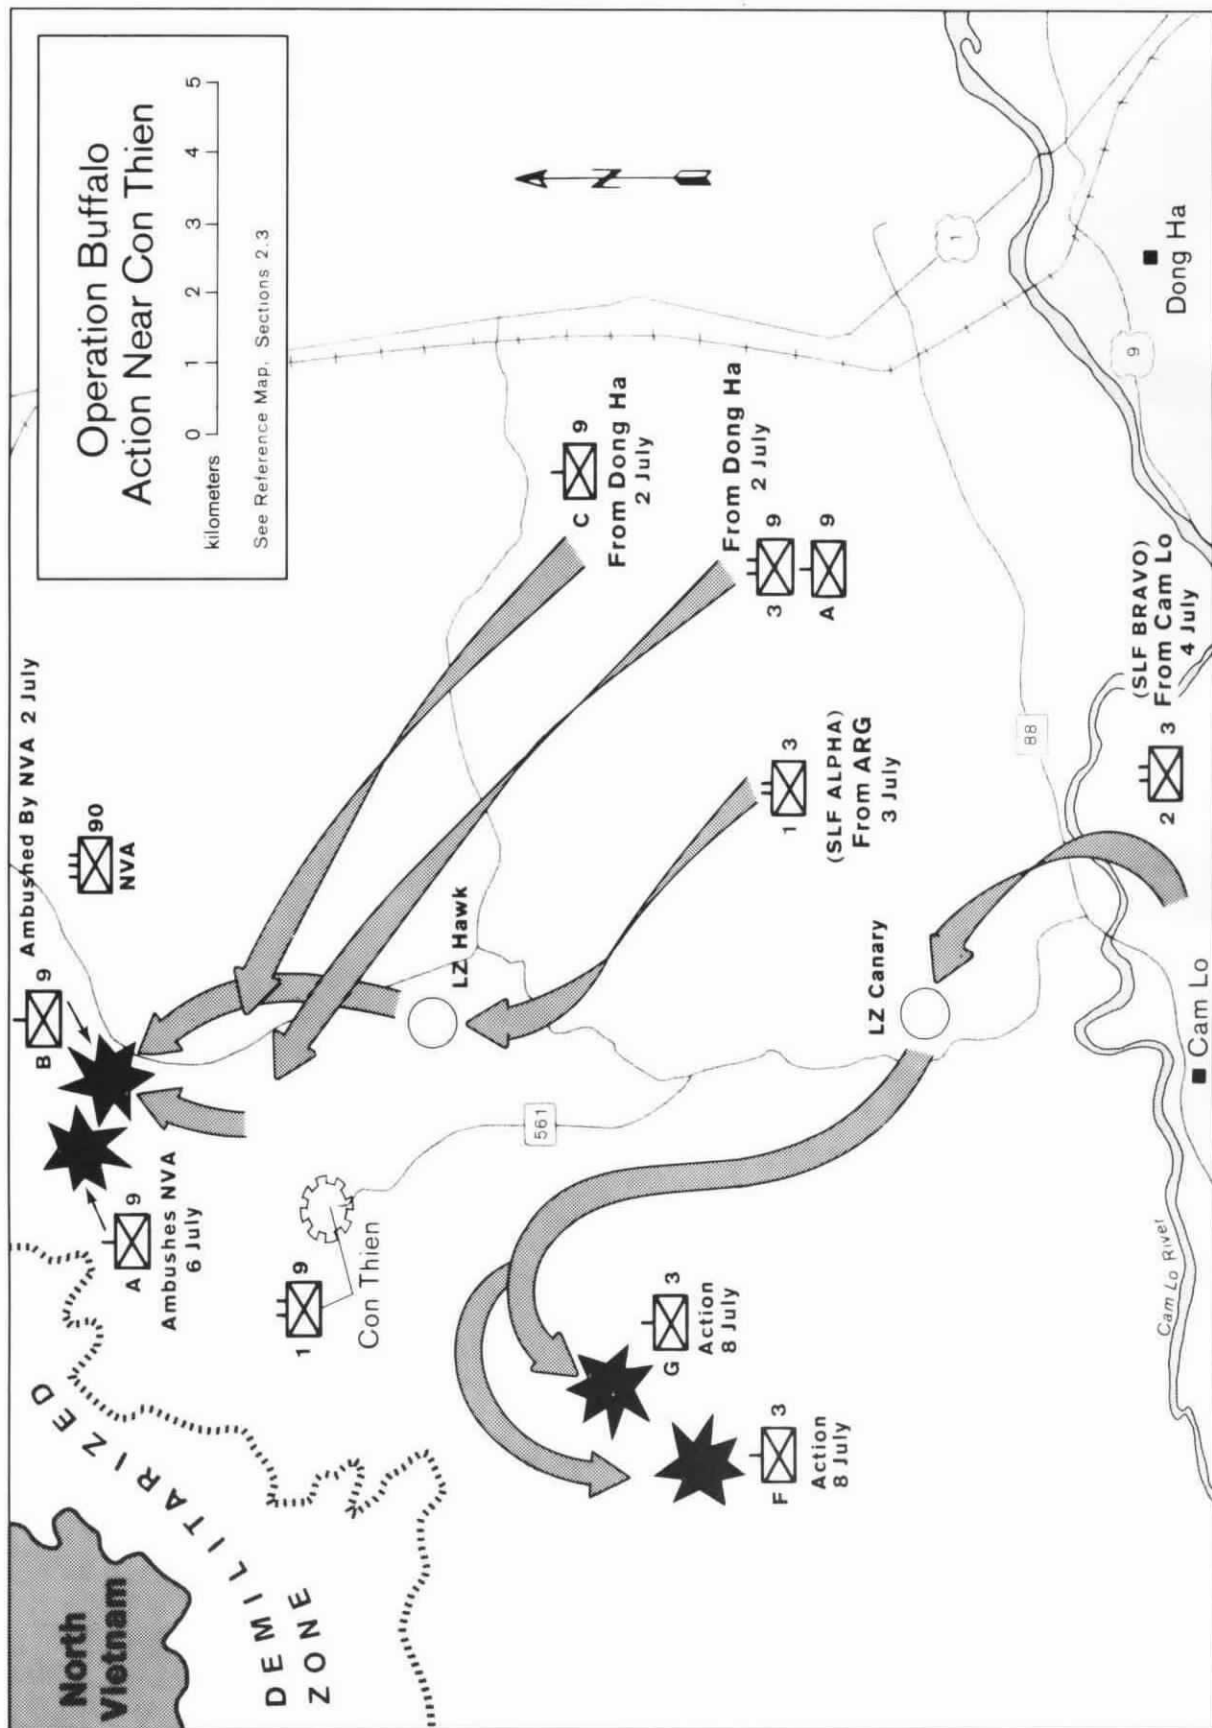 Operation Buffalo
Action Near Con Thien
0 1 2 3 4 5
kilometers
See Reference Map, Sections 2.3
North
Vietnam
DEMILITARIZED
ZONE
A 9
Ambushes NVA
6 July
B 9
Ambushed By NVA 2 July
90
NVA
1 9
Con Thien
561
LZ Hawk
C 9
From Dong Ha
2 July
From Dong Ha
2 July
3 9
A 9
N
F 3
Action
8 July
G 3
Action
8 July
1 3
(SLF ALPHA)
From ARG
3 July
LZ Canary
88
1
9
Cam Lo River
Cam Lo
2 3
(SLF BRAVO)
From Cam Lo
4 July
Dong Ha